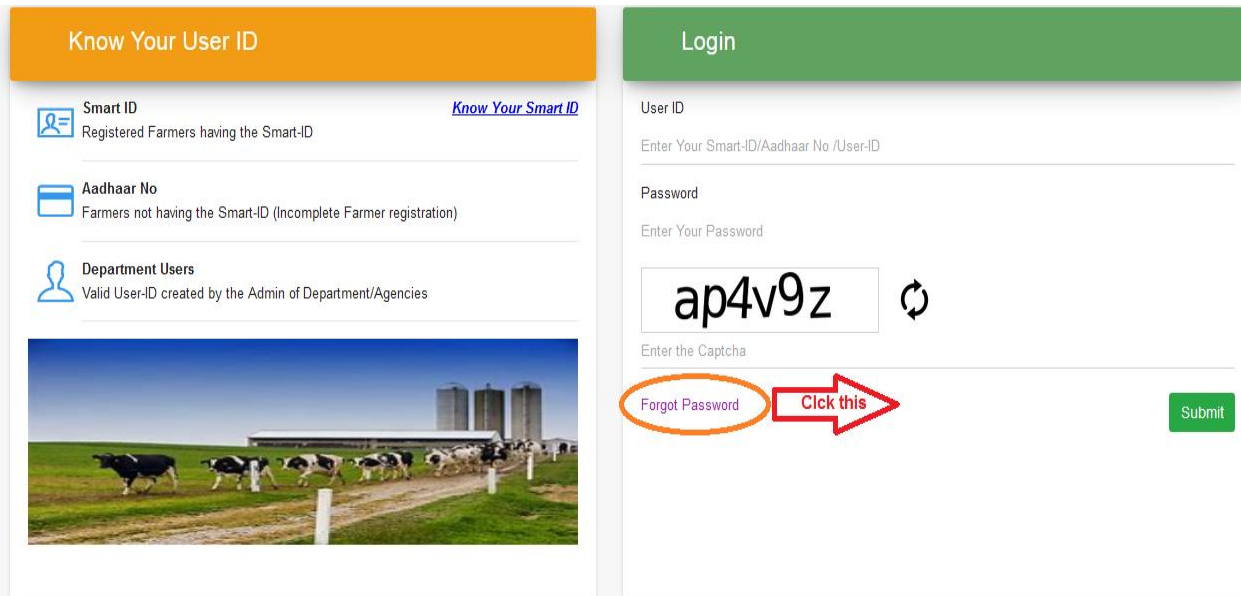 Know Your User ID
Smart ID
Know Your Smart ID
Registered Farmers having the Smart-ID
Aadhaar No
Farmers not having the Smart-ID (Incomplete Farmer registration)
Department Users
Valid User-ID created by the Admin of Department/Agencies
Login
User ID
Enter Your Smart-ID/Aadhaar No /User-ID
Password
Enter Your Password
ap4v9z
Enter the Captcha
Forgot Password
Clck this
Submit